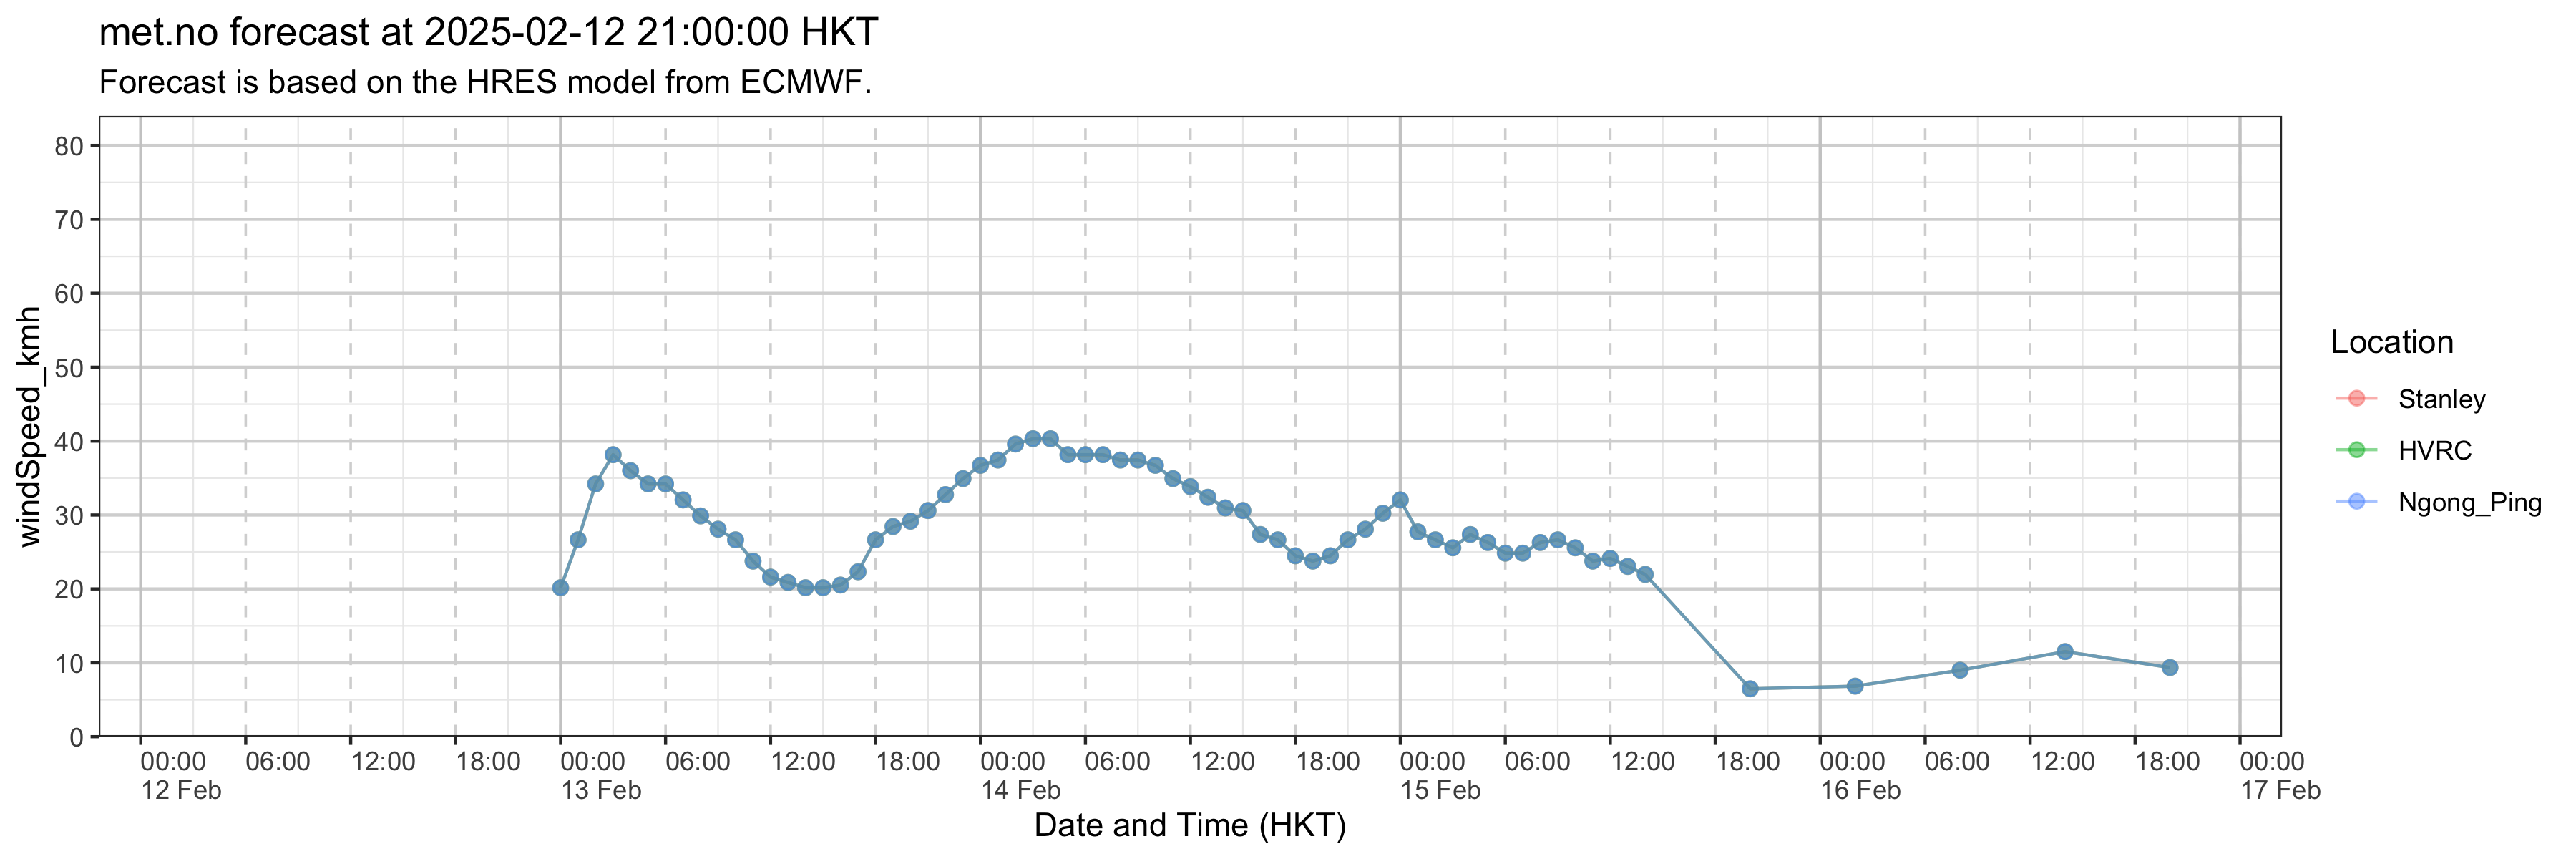 met.no forecast at 2025-02-12 21:00:00 HKT
Forecast is based on the HRES model from ECMWF.
windSpeed_kmh
80
70
60
50
40
30
20
10
0
00:00 06:00 12:00 18:00 00:00 06:00 12:00 18:00 00:00 06:00 12:00 18:00 00:00 06:00 12:00 18:00 00:00 06:00 12:00 18:00 00:00
12 Feb 13 Feb 14 Feb 15 Feb 16 Feb 17 Feb
Date and Time (HKT)
Location
Stanley
HVRC
Ngong_Ping